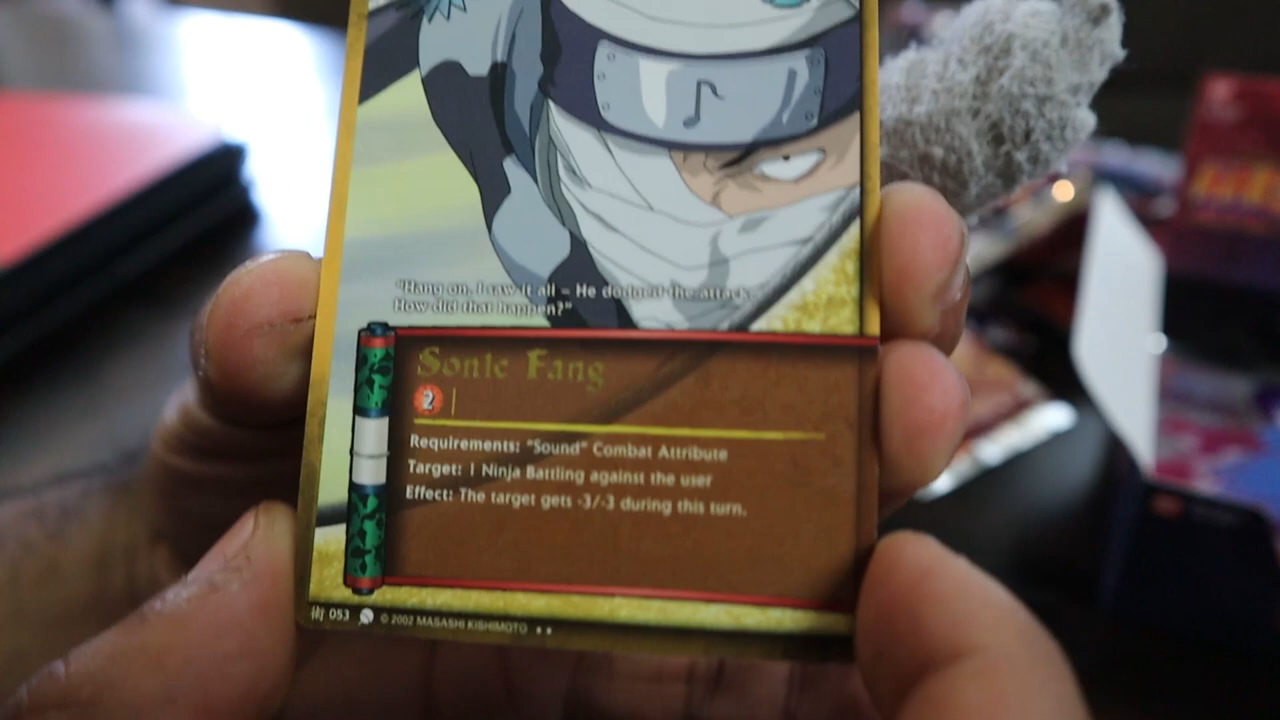 "Hang on. I saw it all – He dodged the attack.
How did that happen?"
Sonic Fang
2
Requirements: "Sound" Combat Attribute
Target: 1 Ninja Battling against the user
Effect: The target gets -3/-3 during this turn.
術 053 © 2002 MASASHI KISHIMOTO